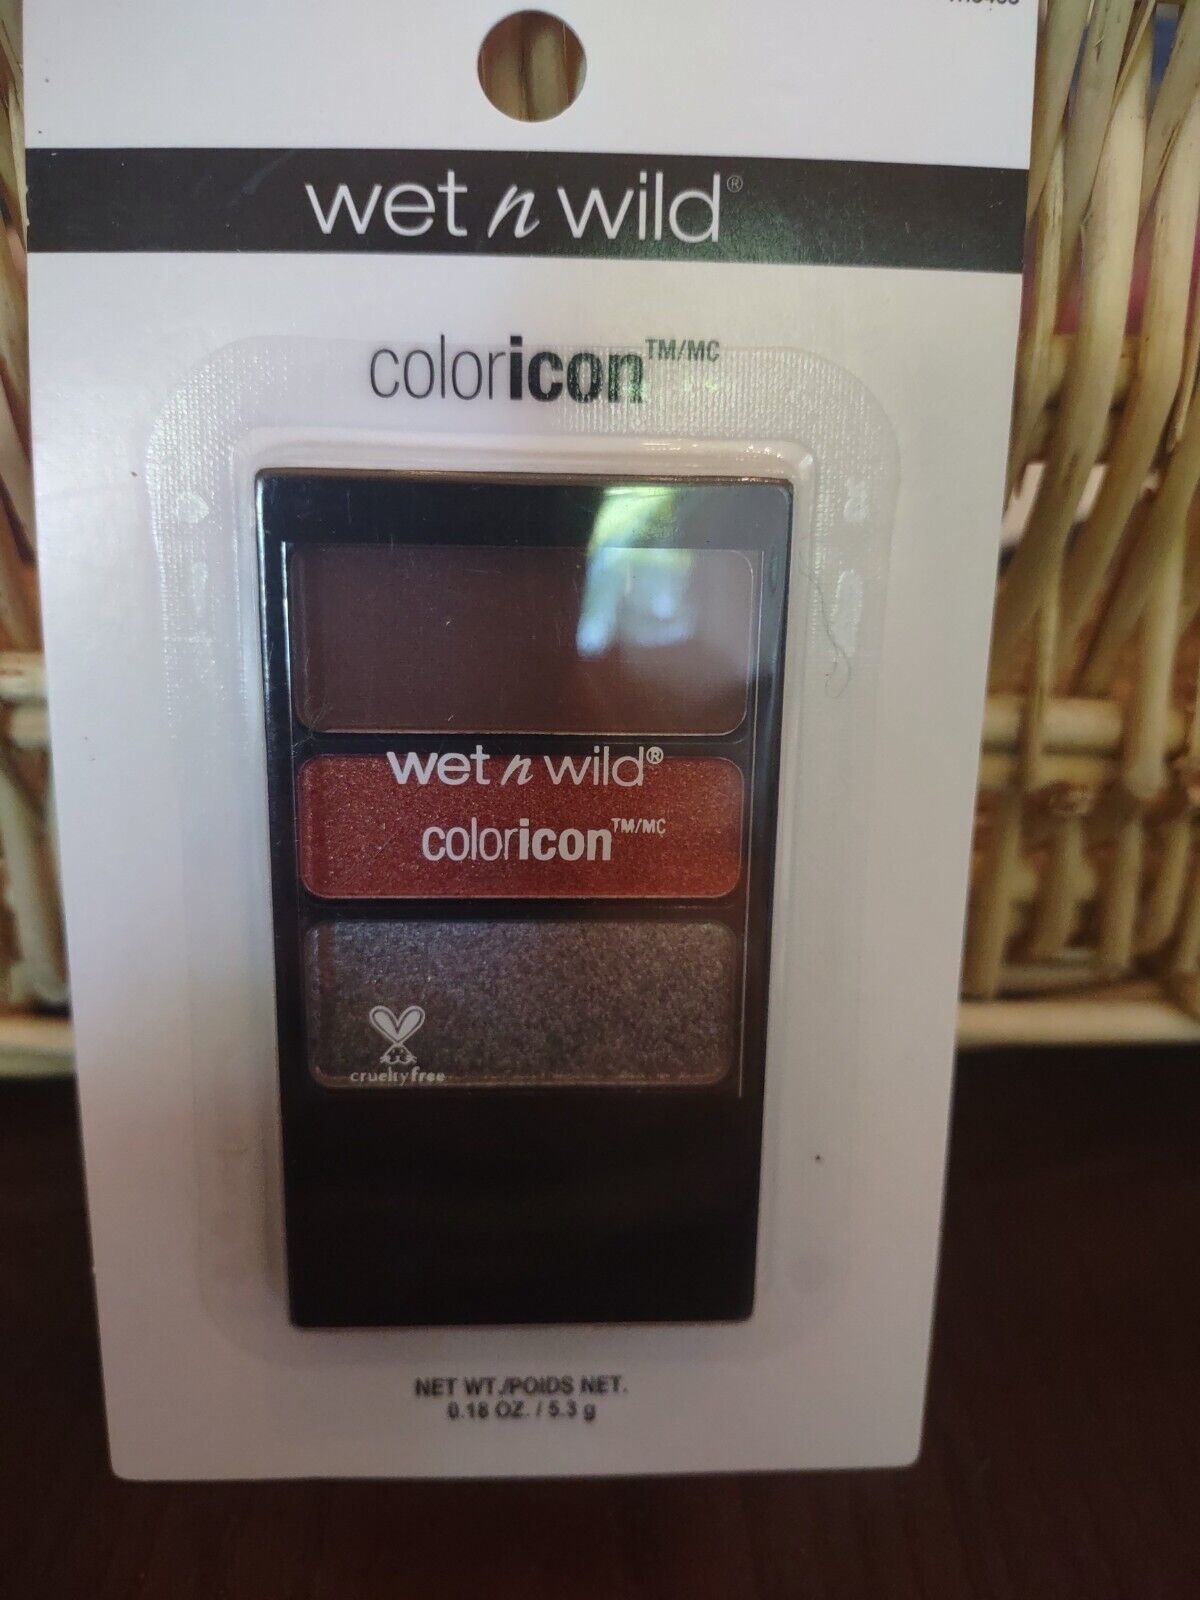 wet n wild®
coloricon™/MC
wet n wild®
coloricon™/MC
crueltyfree
NET WT./POIDS NET.
0.18 OZ. / 5.3 g